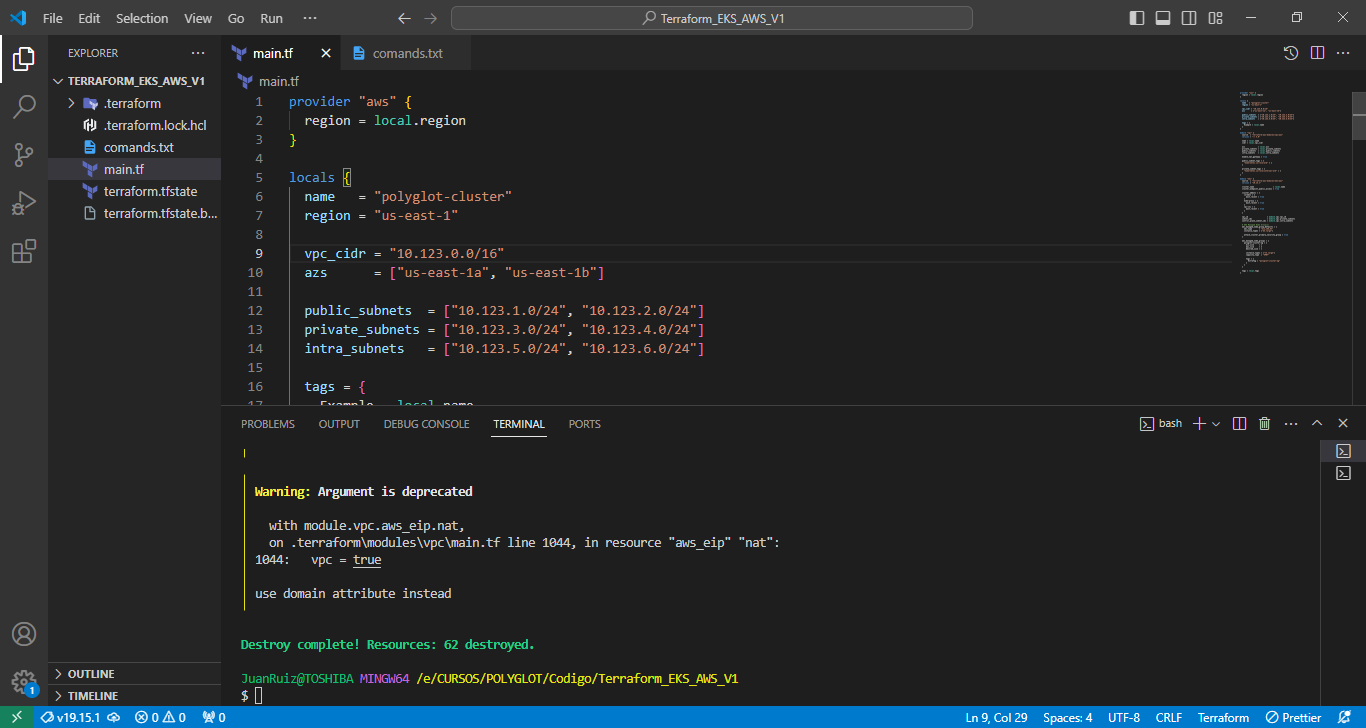 File Edit Selection View Go Run ···
Terraform_EKS_AWS_V1
EXPLORER
TERRAFORM_EKS_AWS_V1
.terraform
.terraform.lock.hcl
comands.txt
main.tf
terraform.tfstate
terraform.tfstate.b...
OUTLINE
TIMELINE
main.tf
comands.txt
main.tf
1 provider "aws" {
2 region = local.region
3 }
4
5 locals {
6 name = "polyglot-cluster"
7 region = "us-east-1"
8
9 vpc_cidr = "10.123.0.0/16"
10 azs = ["us-east-1a", "us-east-1b"]
11
12 public_subnets = ["10.123.1.0/24", "10.123.2.0/24"]
13 private_subnets = ["10.123.3.0/24", "10.123.4.0/24"]
14 intra_subnets = ["10.123.5.0/24", "10.123.6.0/24"]
15
16 tags = {
17 Example = local.name
PROBLEMS OUTPUT DEBUG CONSOLE TERMINAL PORTS
bash
Warning: Argument is deprecated
with module.vpc.aws_eip.nat,
on .terraform\modules\vpc\main.tf line 1044, in resource "aws_eip" "nat":
1044: vpc = true
use domain attribute instead
Destroy complete! Resources: 62 destroyed.
JuanRuiz@TOSHIBA MINGW64 /e/CURSOS/POLYGLOT/Codigo/Terraform_EKS_AWS_V1
$
1
v19.15.1 0 0 0
Ln 9, Col 29 Spaces: 4 UTF-8 CRLF Terraform Prettier